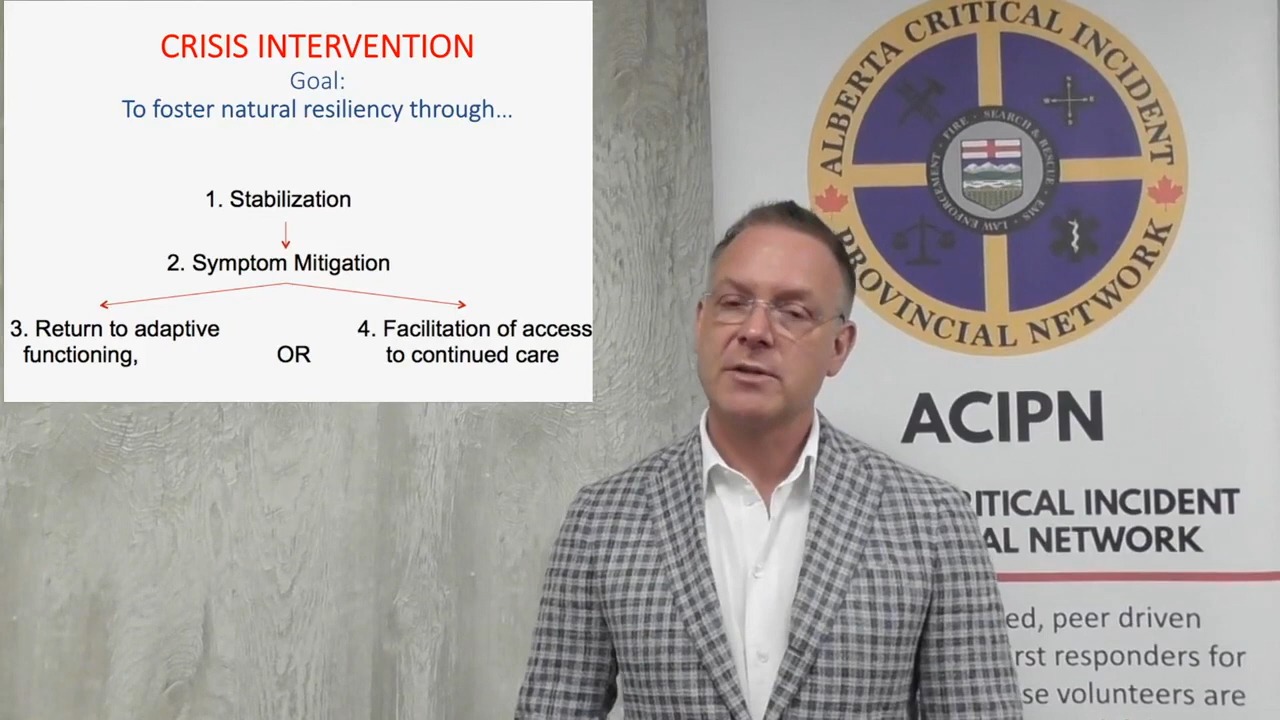 CRISIS INTERVENTION
Goal:
To foster natural resiliency through...
1. Stabilization
2. Symptom Mitigation
3. Return to adaptive
functioning,
OR
4. Facilitation of access
to continued care
ALBERTA CRITICAL INCIDENT
PROVINCIAL NETWORK
FIRE • SEARCH & RESCUE • EMS • LAW ENFORCEMENT •
ACIPN
RITICAL INCIDENT
AL NETWORK
ed, peer driven
rst responders for
se volunteers are